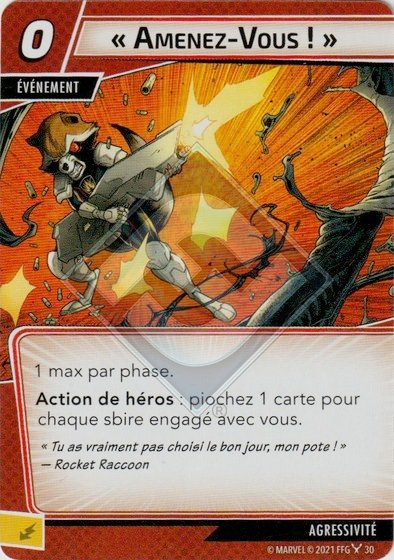 0
« AMENEZ-VOUS ! »
ÉVÉNEMENT
1 max par phase.
Action de héros : piochez 1 carte pour
chaque sbire engagé avec vous.
« Tu as vraiment pas choisi le bon jour, mon pote ! »
— Rocket Raccoon
®
AGRESSIVITÉ
© MARVEL © 2021 FFG 30